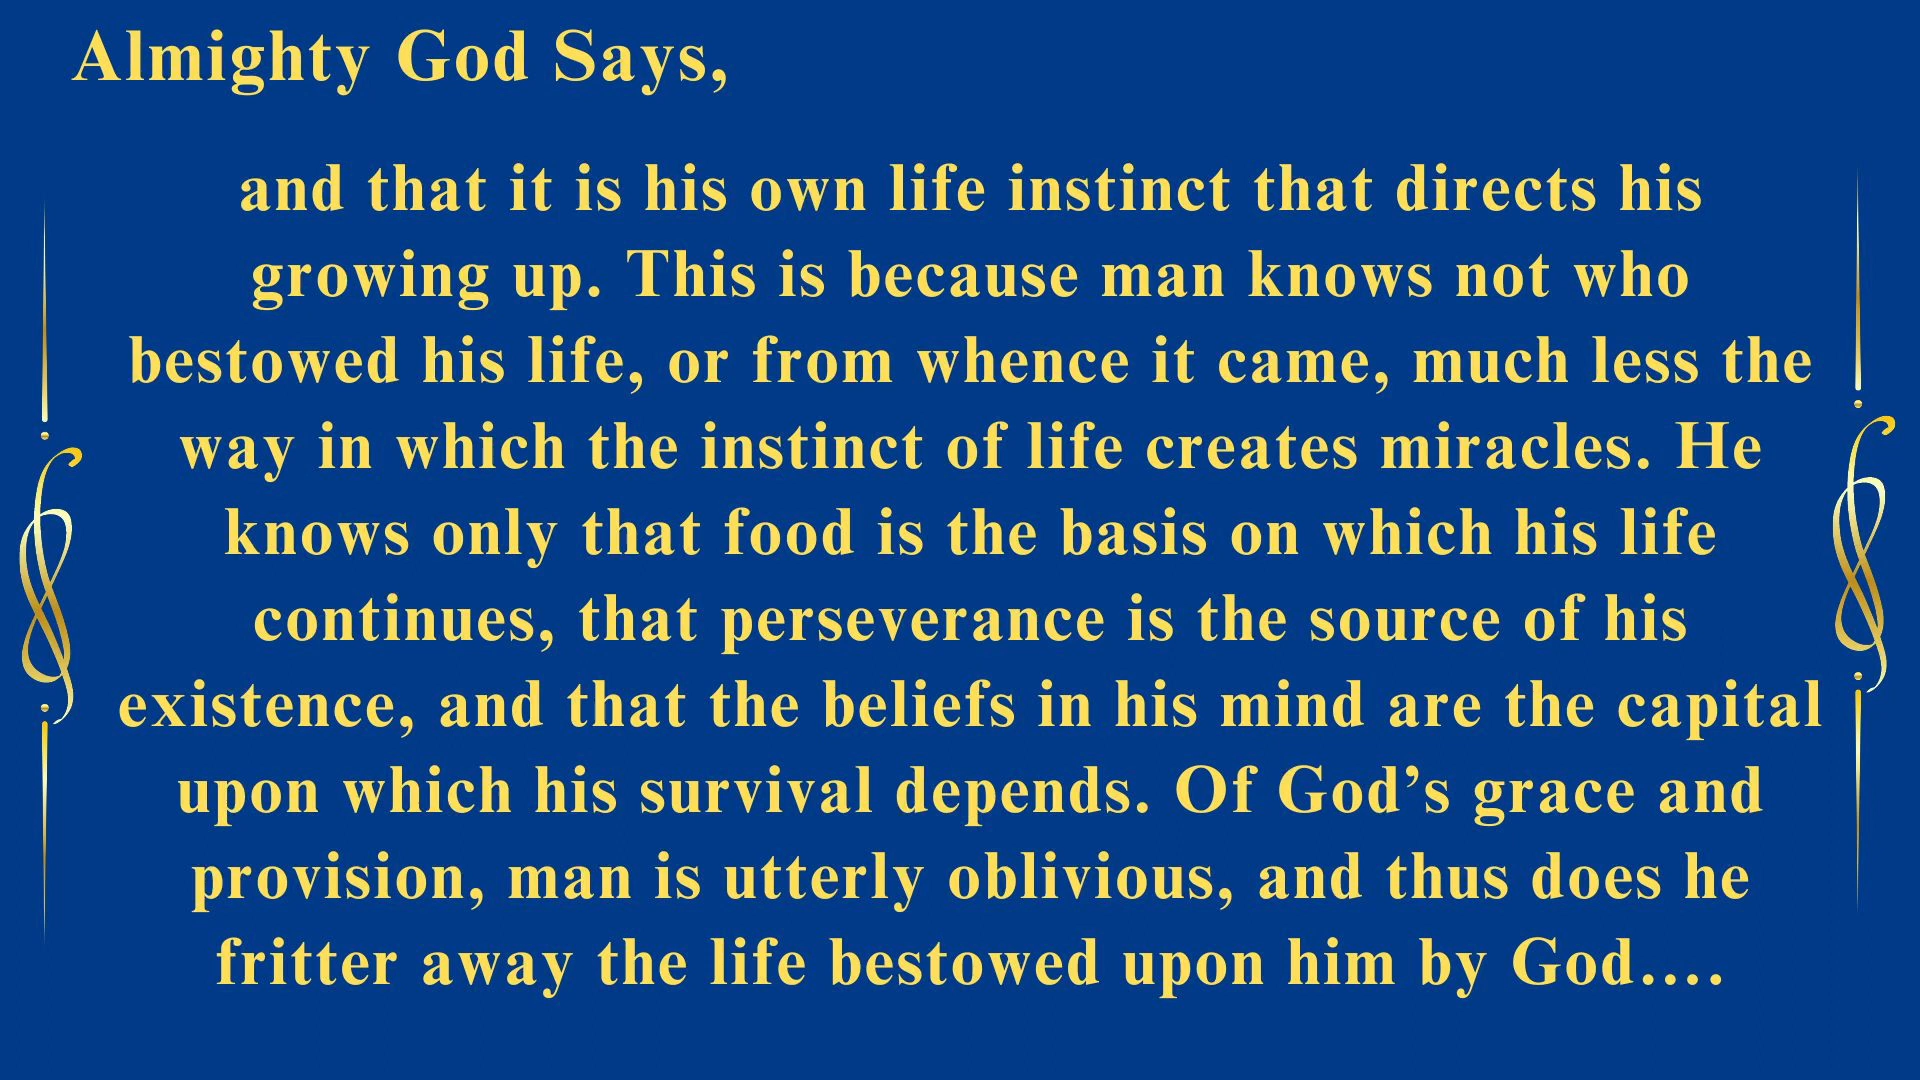 Almighty God Says,
and that it is his own life instinct that directs his
growing up. This is because man knows not who
bestowed his life, or from whence it came, much less the
way in which the instinct of life creates miracles. He
knows only that food is the basis on which his life
continues, that perseverance is the source of his
existence, and that the beliefs in his mind are the capital
upon which his survival depends. Of God’s grace and
provision, man is utterly oblivious, and thus does he
fritter away the life bestowed upon him by God….